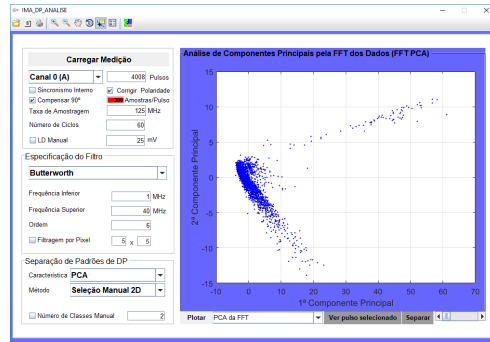 IMA_DP_ANALISE
Carregar Medição
Canal 0 (A) 4008 Pulsos
Sincronismo Interno Corrigir Polaridade
Compensar 90º 300 Amostras/Pulso
Taxa de Amostragem 125 MHz
Número de Ciclos 60
LD Manual 25 mV
Especificação do Filtro
Butterworth
Frequência Inferior 1 MHz
Frequência Superior 40 MHz
Ordem 6
Filtragem por Pixel 5 x 5
Separação de Padrões de DP
Característica PCA
Método Seleção Manual 2D
Número de Classes Manual 2
Análise de Componentes Principais pela FFT dos Dados (FFT PCA)
15
10
5
0
-5
-10
-15
2ª Componente Principal
-10 0 10 20 30 40 50 60 70
1ª Componente Principal
Plotar PCA da FFT Ver pulso selecionado Separar